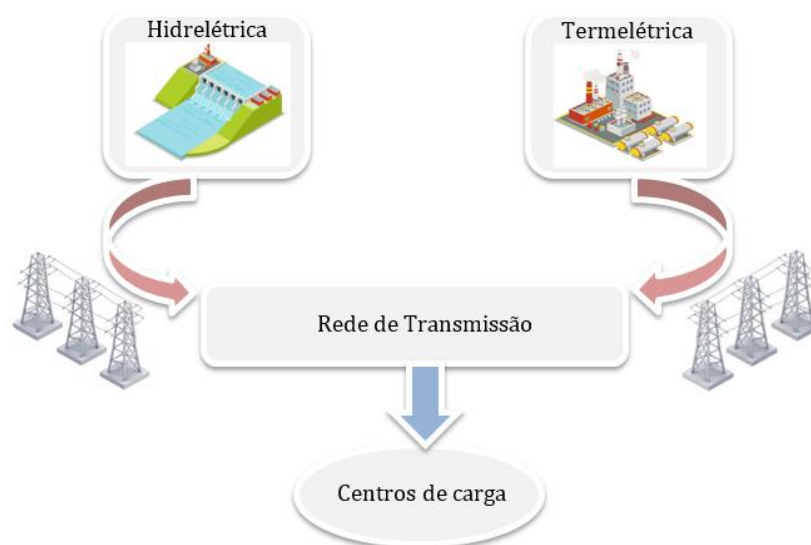 Hidrelétrica
Termelétrica
Rede de Transmissão
Centros de carga